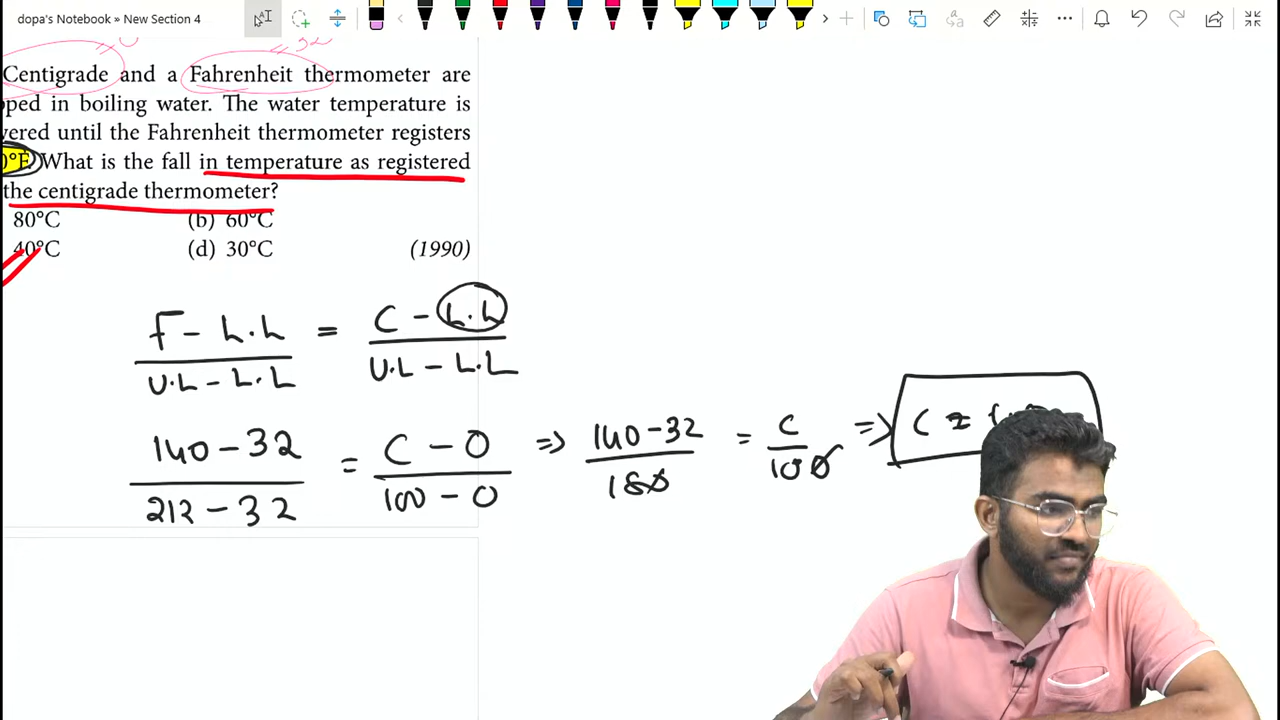 dopa's Notebook » New Section 4
= 32
Centigrade and a Fahrenheit thermometer are
pped in boiling water. The water temperature is
vered until the Fahrenheit thermometer registers
0°F. What is the fall in temperature as registered
the centigrade thermometer?
80°C (b) 60°C
40°C (d) 30°C (1990)
F - L.L = C - L.L
U.L - L.L U.L - L.L
140 - 32 = C - 0 ⇒ 140 - 32 = C ⇒ C =
212 - 32 100 - 0 180 100